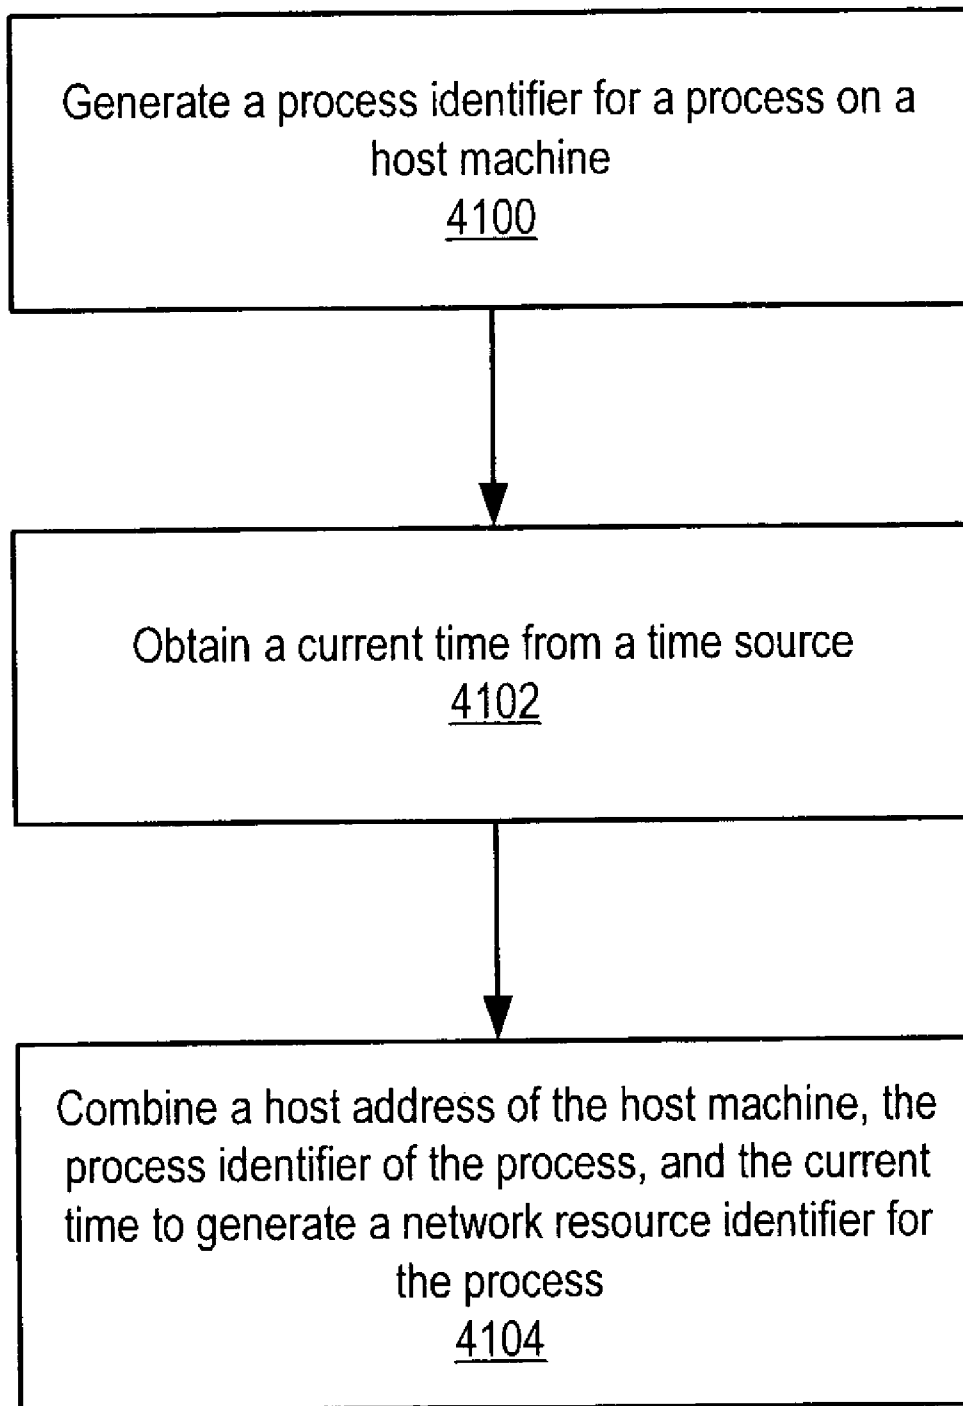 Generate a process identifier for a process on a
host machine
4100
Obtain a current time from a time source
4102
Combine a host address of the host machine, the
process identifier of the process, and the current
time to generate a network resource identifier for
the process
4104